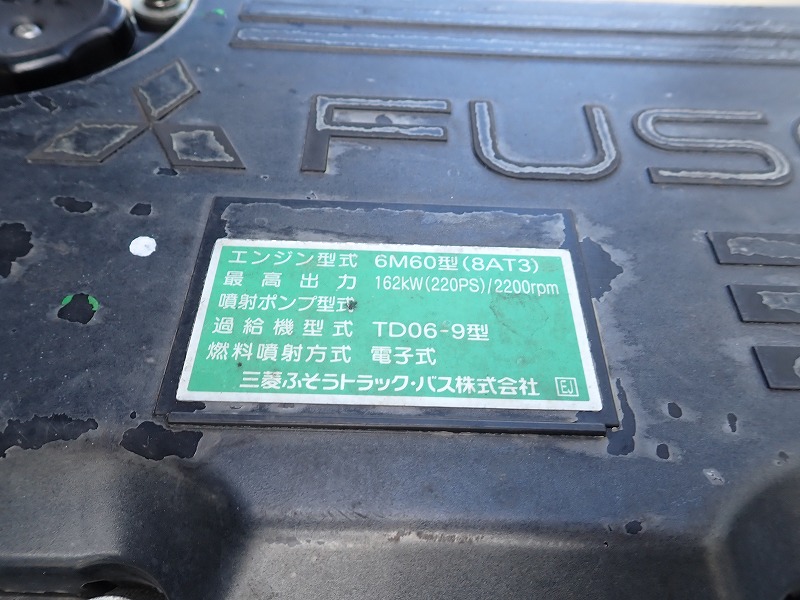 FUS
エンジン型式 6M60型(8AT3)
最高出力 162kW(220PS)/2200rpm
噴射ポンプ型式
過給機型式 TD06-9型
燃料噴射方式 電子式
三菱ふそうトラック・バス株式会社 EJ